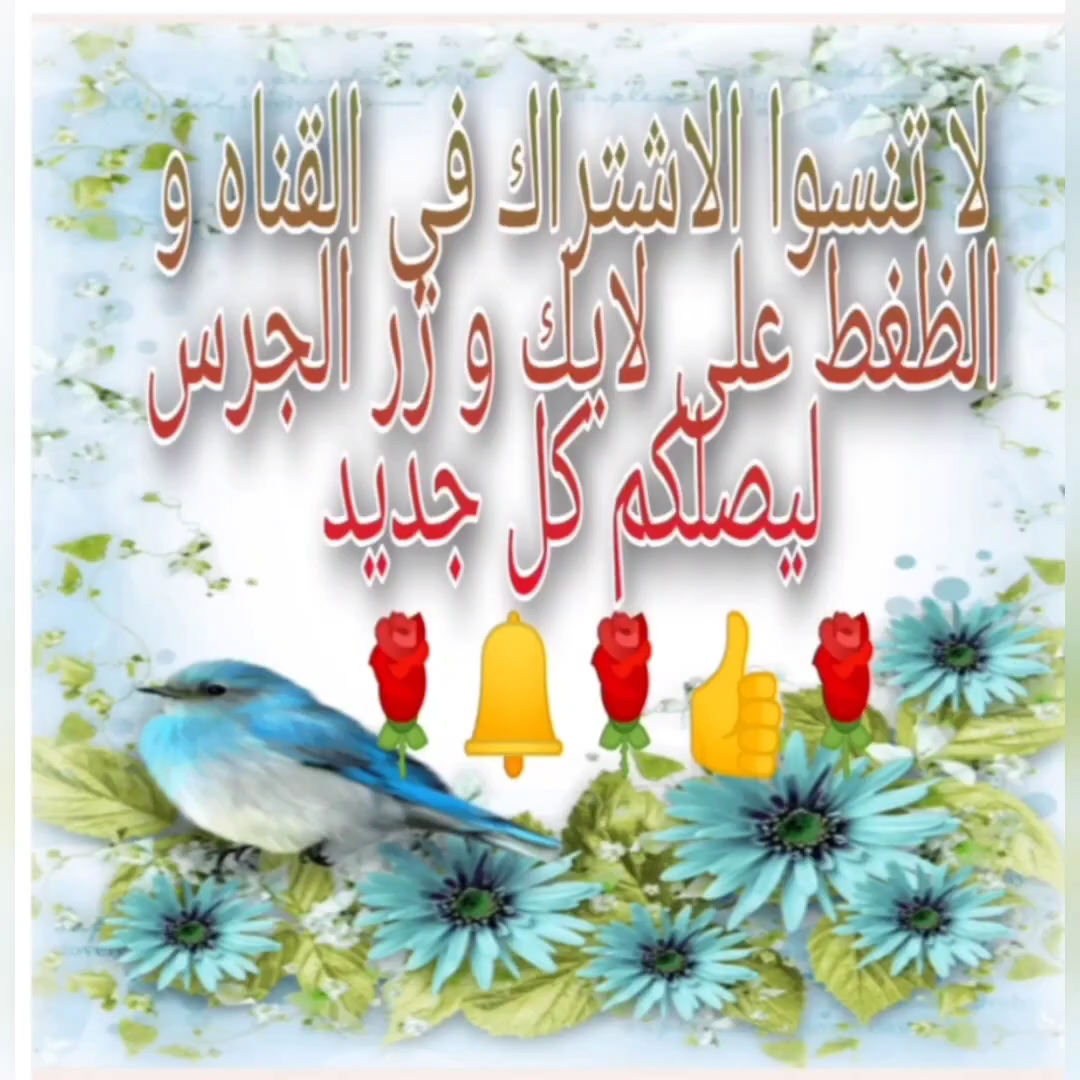 لا تنسوا الاشتراك في القناه و
الظغط على لايك و زر الجرس
ليصلكم كل جديد